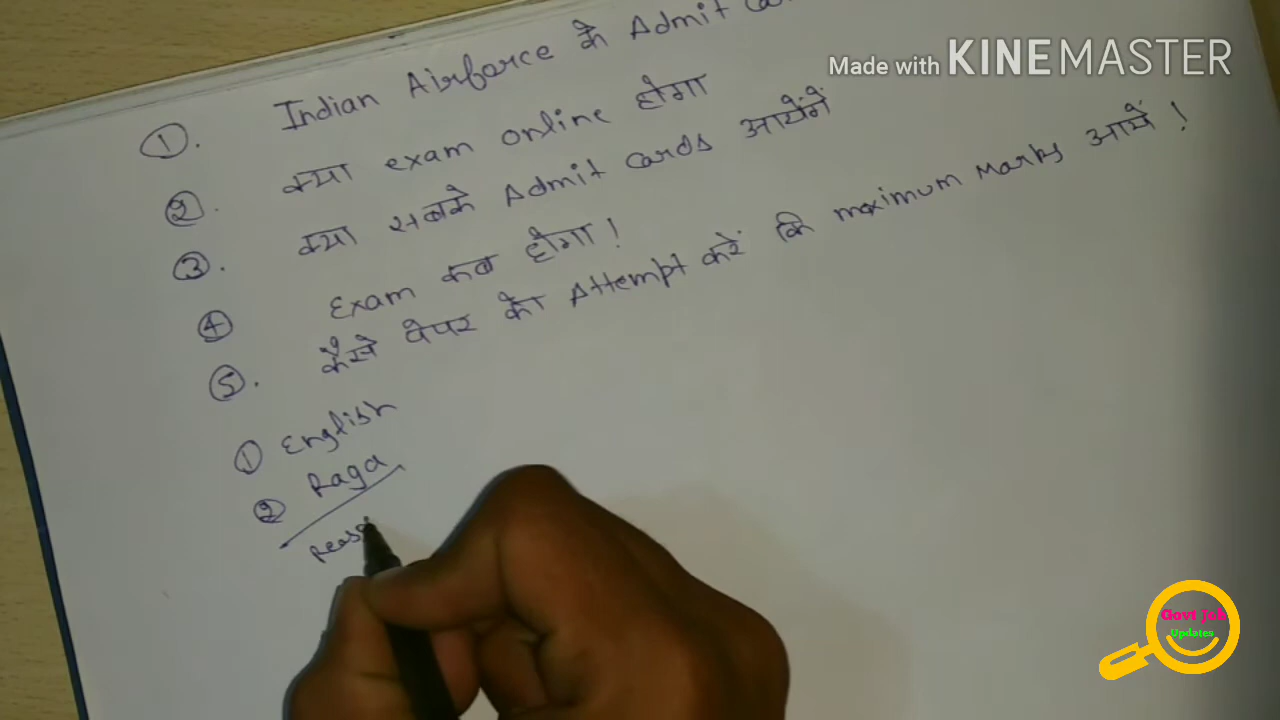 Made with KINEMASTER
①. Indian Airforce के Admit
②. क्या exam online होगा
③. क्या सबके Admit cards आयेंगें
④ Exam कब होगा!
⑤. कैसे पेपर को Attempt करें कि maximum Marks आयें!
① English
② Raga
Reas
Govt Job
Updates